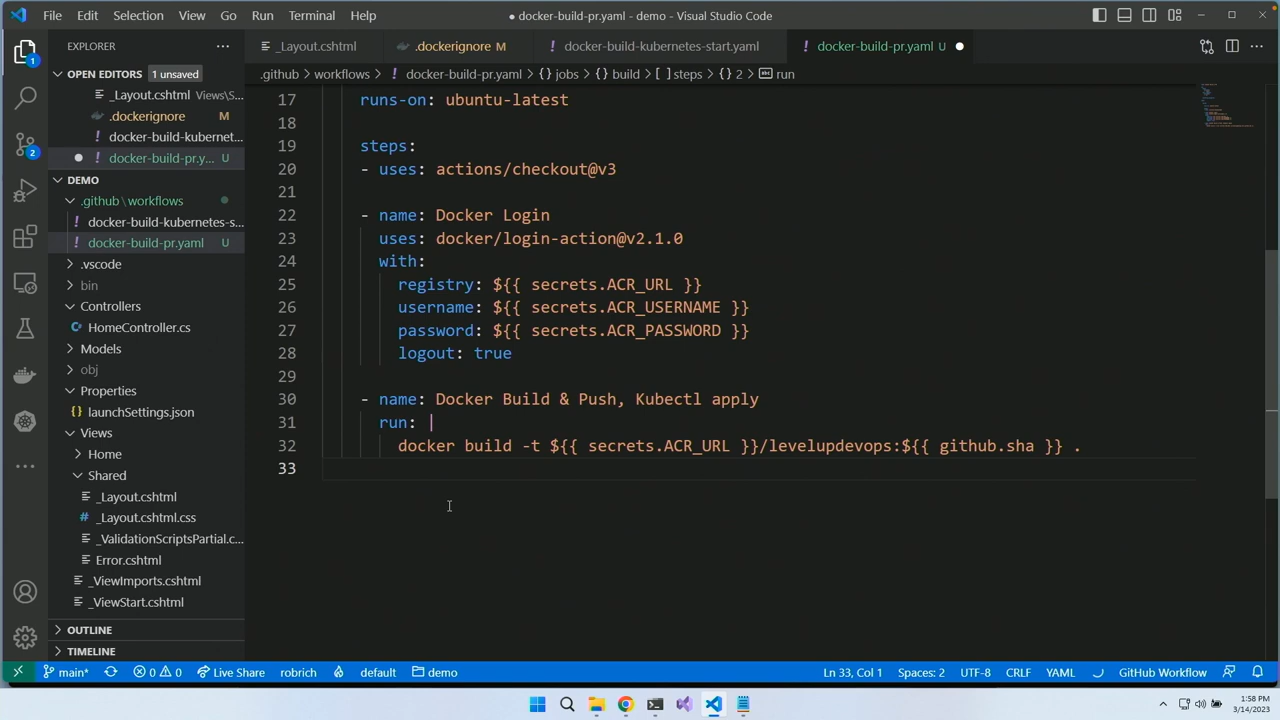 File Edit Selection View Go Run Terminal Help
● docker-build-pr.yaml - demo - Visual Studio Code
EXPLORER
OPEN EDITORS 1 unsaved
_Layout.cshtml Views\S...
.dockerignore M
! docker-build-kubernet...
● ! docker-build-pr.y... U
DEMO
.github \ workflows
! docker-build-kubernetes-s...
! docker-build-pr.yaml U
.vscode
bin
Controllers
HomeController.cs
Models
obj
Properties
{} launchSettings.json
Views
Home
Shared
_Layout.cshtml
# _Layout.cshtml.css
_ValidationScriptsPartial.c...
Error.cshtml
_ViewImports.cshtml
_ViewStart.cshtml
OUTLINE
TIMELINE
1
2
_Layout.cshtml .dockerignore M ! docker-build-kubernetes-start.yaml ! docker-build-pr.yaml U ●
.github > workflows > ! docker-build-pr.yaml > {} jobs > {} build > [ ] steps > {} 2 > abc run
17 runs-on: ubuntu-latest
18
19 steps:
20 - uses: actions/checkout@v3
21
22 - name: Docker Login
23 uses: docker/login-action@v2.1.0
24 with:
25 registry: ${{ secrets.ACR_URL }}
26 username: ${{ secrets.ACR_USERNAME }}
27 password: ${{ secrets.ACR_PASSWORD }}
28 logout: true
29
30 - name: Docker Build & Push, Kubectl apply
31 run: |
32 docker build -t ${{ secrets.ACR_URL }}/levelupdevops:${{ github.sha }} .
33
main* 0 0 Live Share robrich default demo
Ln 33, Col 1 Spaces: 2 UTF-8 CRLF YAML GitHub Workflow
1:58 PM
3/14/2023